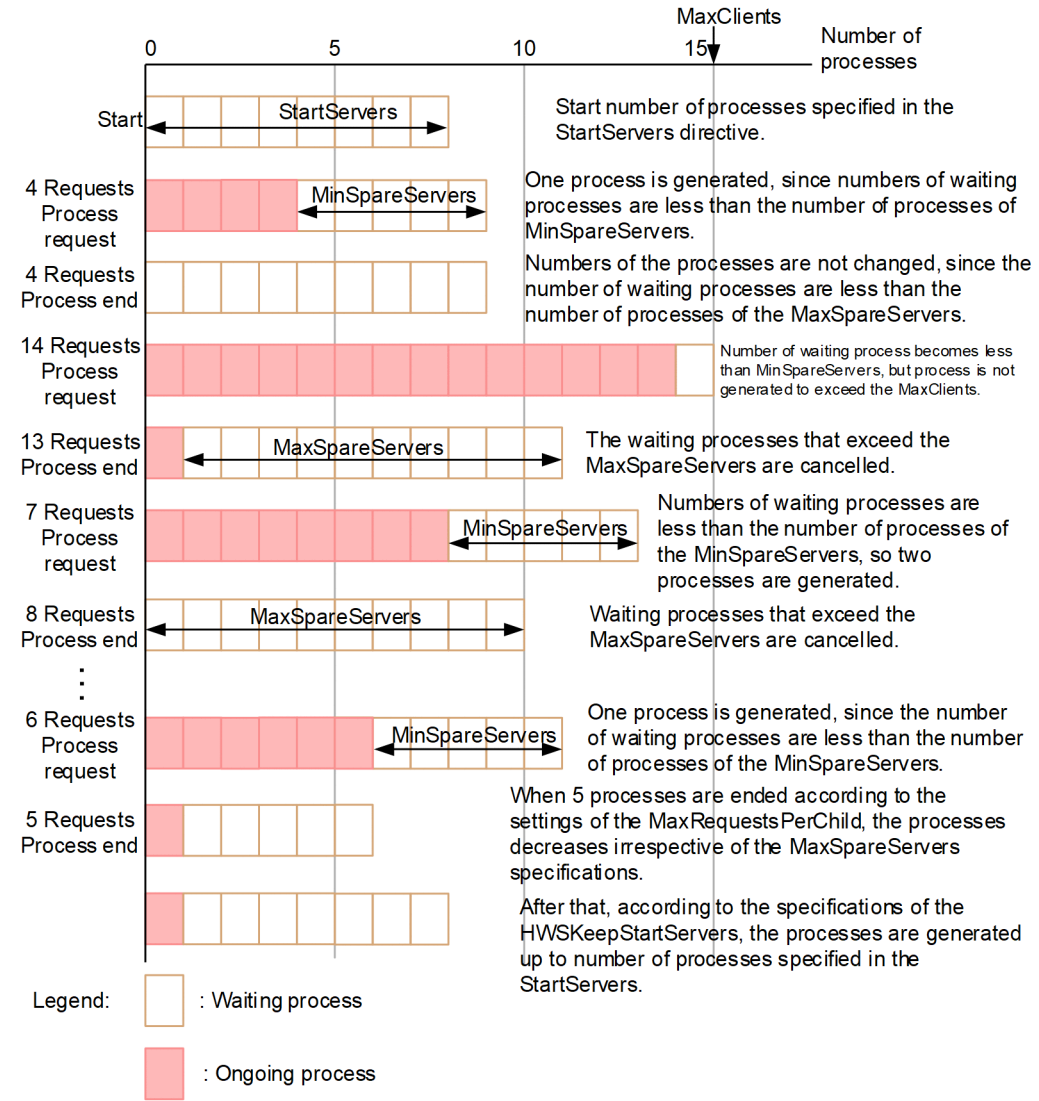 MaxClients
0
5
10
15
Number of
processes
Start
StartServers
Start number of processes specified in the
StartServers directive.
4 Requests
Process
request
MinSpareServers
One process is generated, since numbers of waiting
processes are less than the number of processes of
MinSpareServers.
4 Requests
Process end
Numbers of the processes are not changed, since the
number of waiting processes are less than the
number of processes of the MaxSpareServers.
14 Requests
Process
request
Number of waiting process becomes less
than MinSpareServers, but process is not
generated to exceed the MaxClients.
13 Requests
Process end
MaxSpareServers
The waiting processes that exceed the
MaxSpareServers are cancelled.
7 Requests
Process
request
MinSpareServers
Numbers of waiting processes are
less than the number of processes of
the MinSpareServers, so two
processes are generated.
8 Requests
Process end
MaxSpareServers
Waiting processes that exceed the
MaxSpareServers are cancelled.
⋮
6 Requests
Process
request
MinSpareServers
One process is generated, since the number
of waiting processes are less than the number
of processes of the MinSpareServers.
5 Requests
Process end
When 5 processes are ended according to the
settings of the MaxRequestsPerChild, the processes
decreases irrespective of the MaxSpareServers
specifications.
After that, according to the specifications of the
HWSKeepStartServers, the processes are generated
up to number of processes specified in the
StartServers.
Legend:
: Waiting process
: Ongoing process